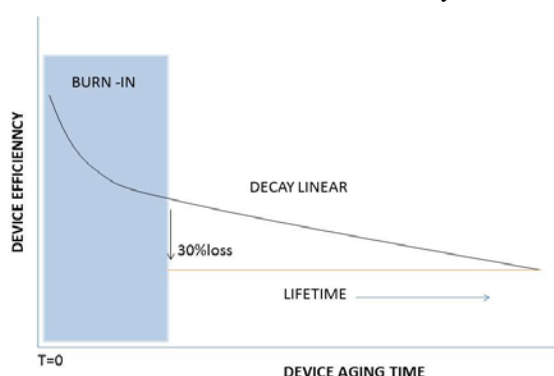 BURN -IN
DEVICE EFFICIENNCY
DECAY LINEAR
30%loss
LIFETIME
T=0
DEVICE AGING TIME